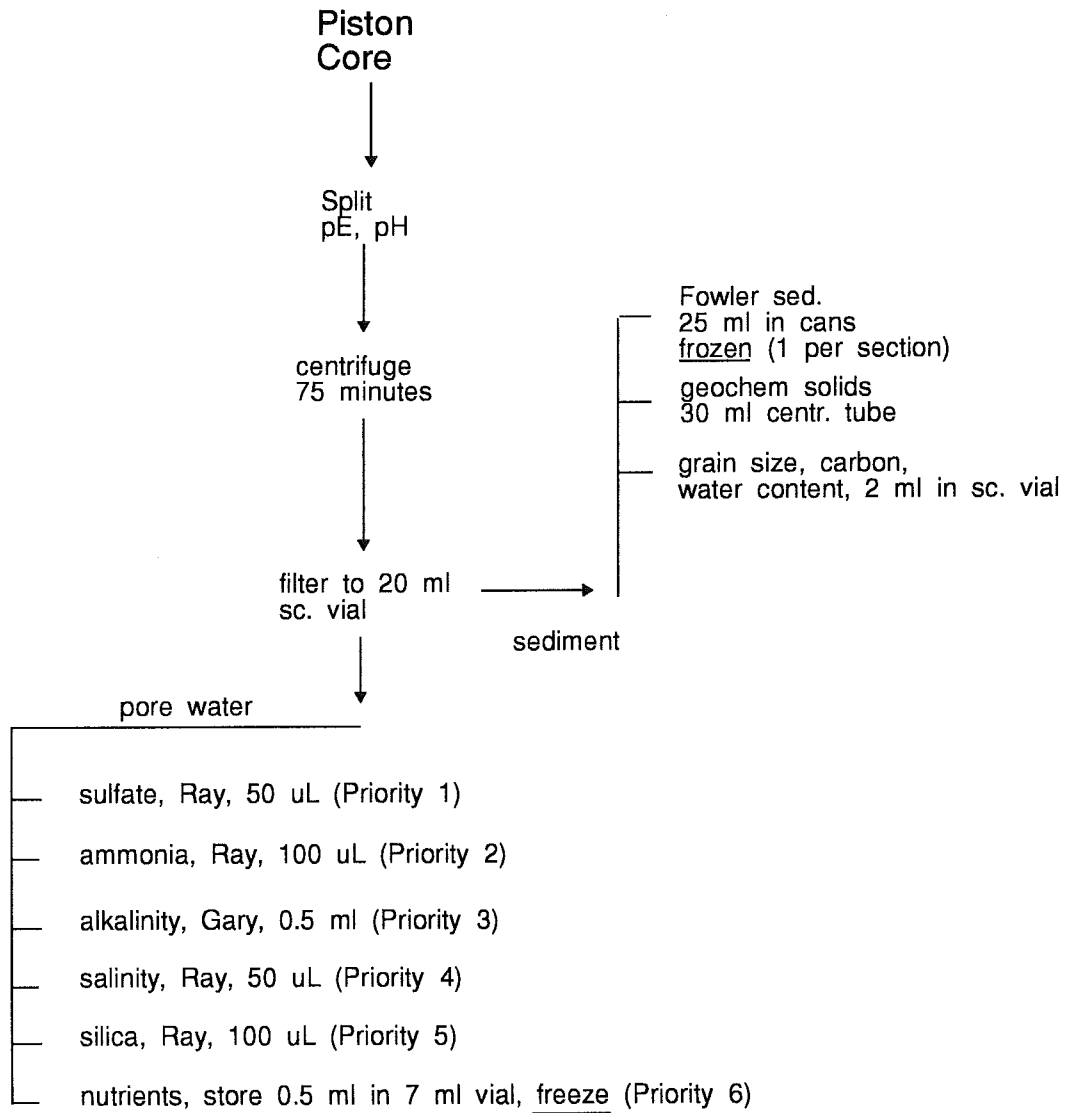 Piston
Core
Split
pE, pH
centrifuge
75 minutes
filter to 20 ml
sc. vial
sediment
Fowler sed.
25 ml in cans
frozen (1 per section)
geochem solids
30 ml centr. tube
grain size, carbon,
water content, 2 ml in sc. vial
pore water
sulfate, Ray, 50 uL (Priority 1)
ammonia, Ray, 100 uL (Priority 2)
alkalinity, Gary, 0.5 ml (Priority 3)
salinity, Ray, 50 uL (Priority 4)
silica, Ray, 100 uL (Priority 5)
nutrients, store 0.5 ml in 7 ml vial, freeze (Priority 6)